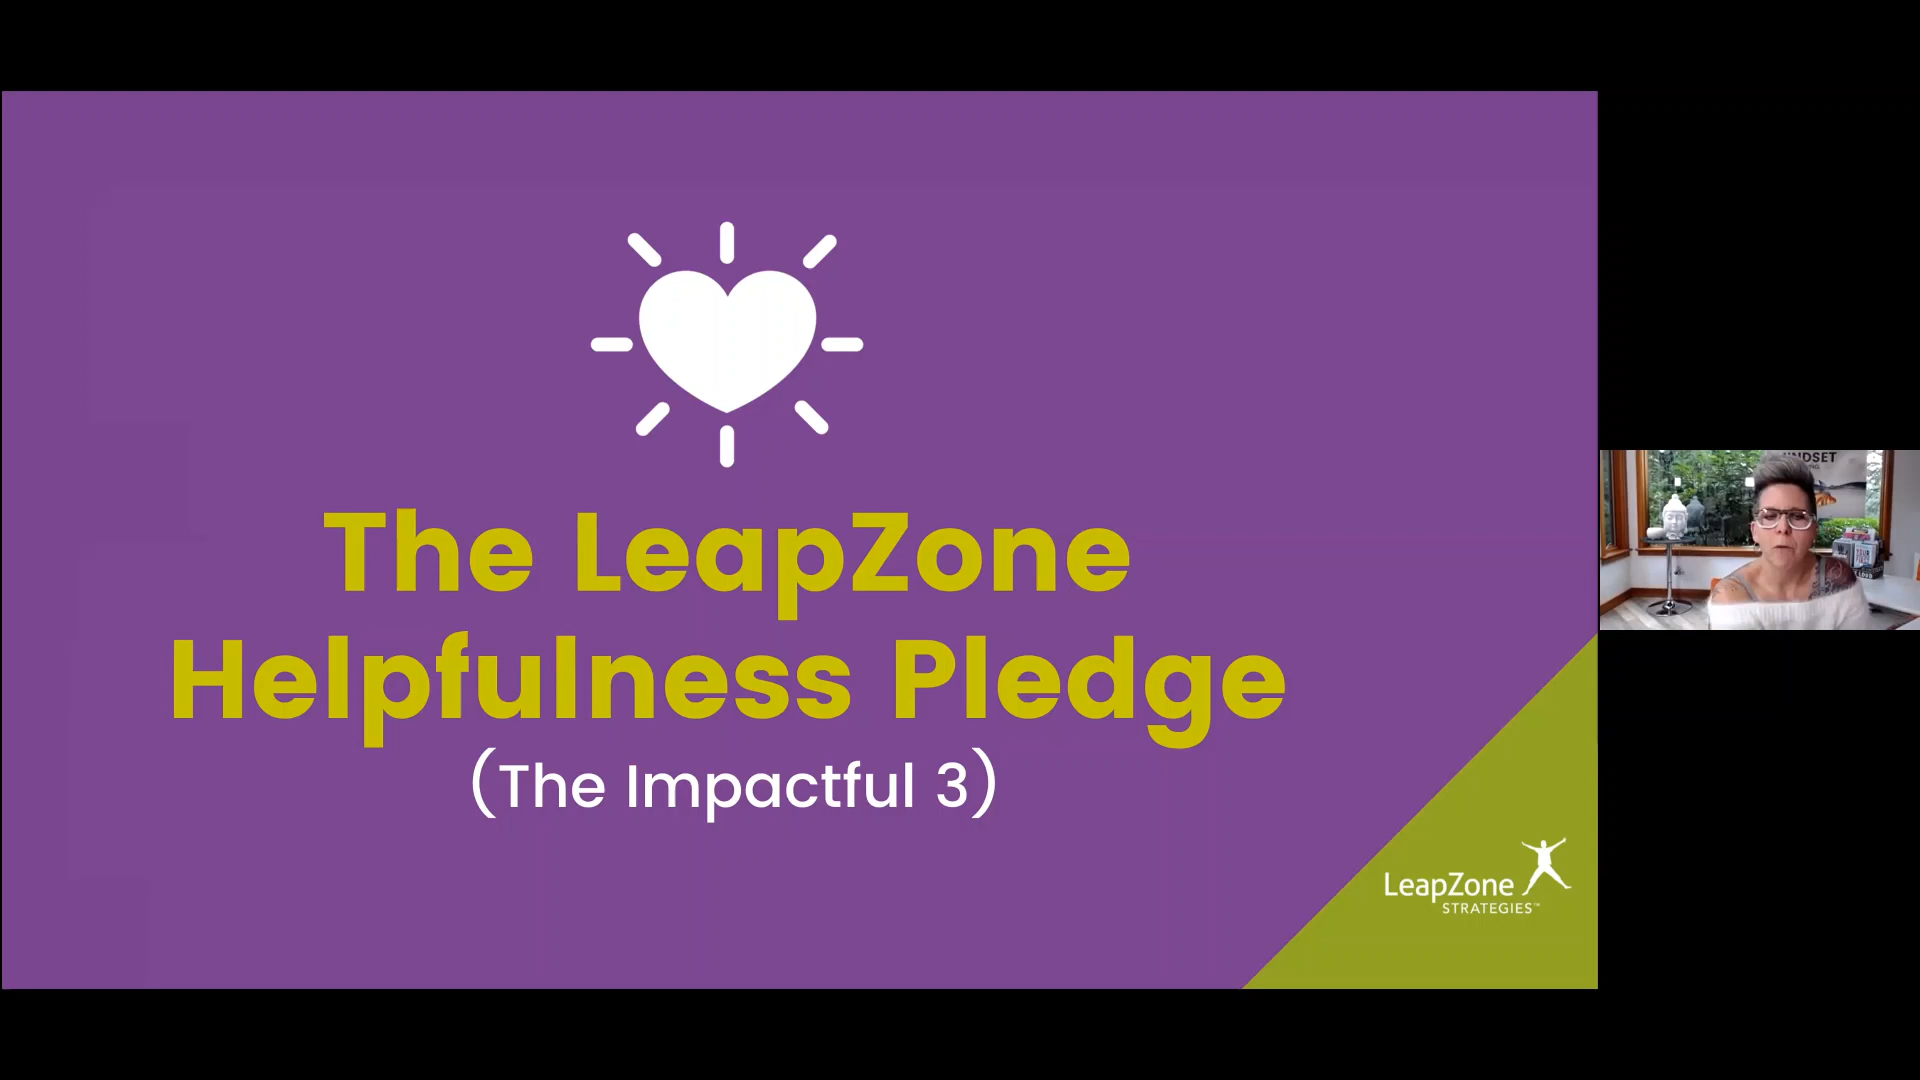 The LeapZone
Helpfulness Pledge
(The Impactful 3)
LeapZone
STRATEGIES™